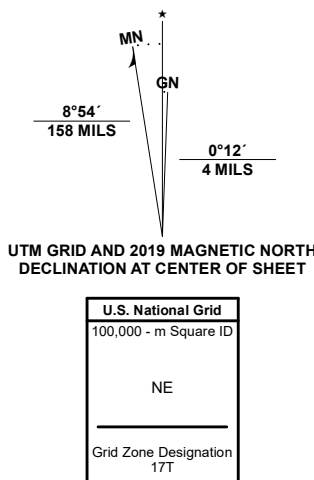 ★
MN
GN
8°54´
158 MILS
0°12´
4 MILS
UTM GRID AND 2019 MAGNETIC NORTH
DECLINATION AT CENTER OF SHEET
U.S. National Grid
100,000 - m Square ID
NE
Grid Zone Designation
17T